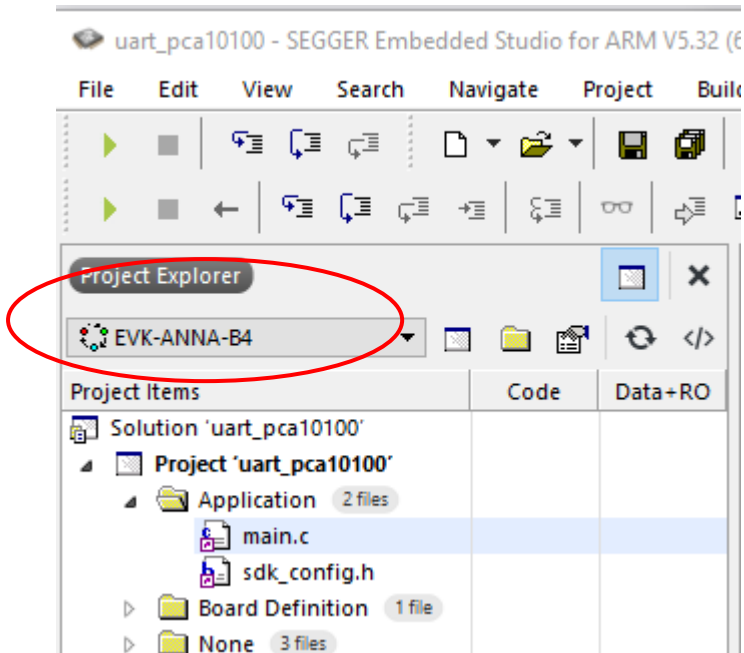 uart_pca10100 - SEGGER Embedded Studio for ARM V5.32 (6
File Edit View Search Navigate Project Build
Project Explorer
EVK-ANNA-B4
Project Items Code Data+RO
Solution 'uart_pca10100'
Project 'uart_pca10100'
Application 2 files
main.c
sdk_config.h
Board Definition 1 file
None 3 files